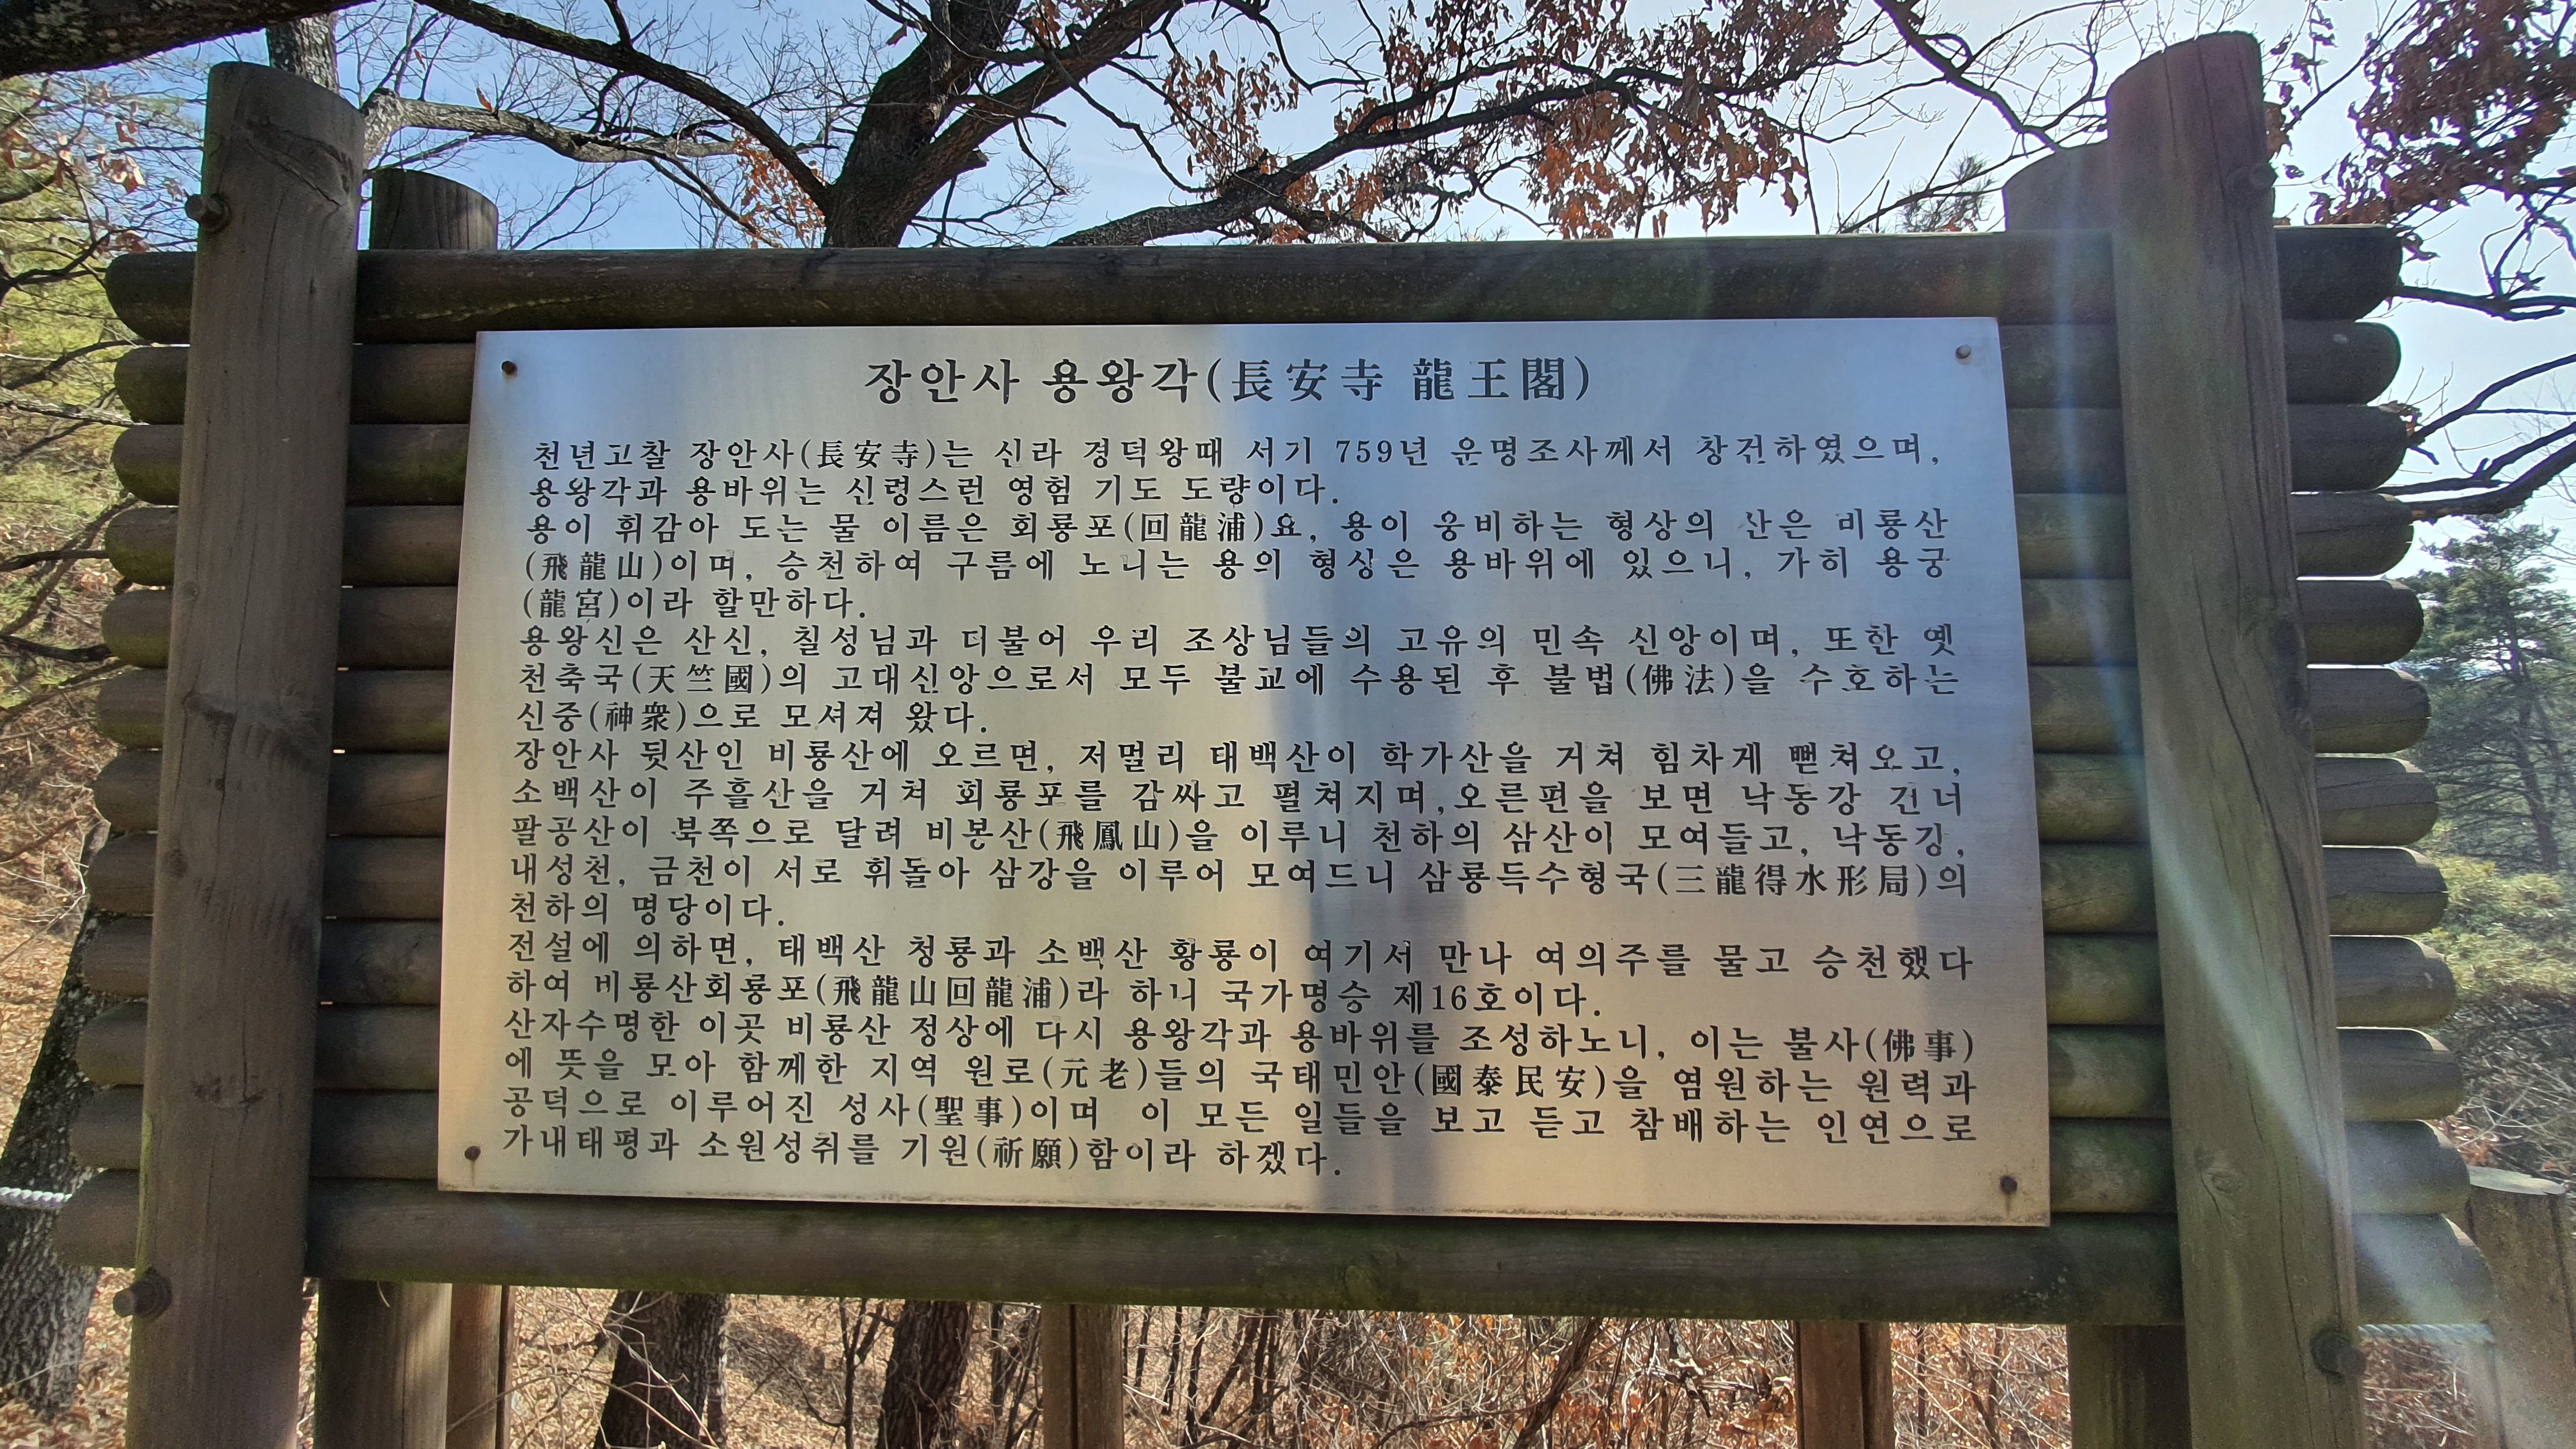 장안사 용왕각(長安寺 龍王閣)
천년고찰 장안사(長安寺)는 신라 경덕왕때 서기 759년 운명조사께서 창건하였으며,
용왕각과 용바위는 신령스런 영험 기도 도량이다.
용이 휘감아 도는 물 이름은 회룡포(回龍浦)요, 용이 웅비하는 형상의 산은 비룡산
(飛龍山)이며, 승천하여 구름에 노니는 용의 형상은 용바위에 있으니, 가히 용궁
(龍宮)이라 할만하다.
용왕신은 산신, 칠성님과 더불어 우리 조상님들의 고유의 민속 신앙이며, 또한 옛
천축국(天竺國)의 고대신앙으로서 모두 불교에 수용된 후 불법(佛法)을 수호하는
신중(神衆)으로 모셔져 왔다.
장안사 뒷산인 비룡산에 오르면, 저멀리 태백산이 학가산을 거쳐 힘차게 뻗쳐오고,
소백산이 주흘산을 거쳐 회룡포를 감싸고 펼쳐지며,오른편을 보면 낙동강 건너
팔공산이 북쪽으로 달려 비봉산(飛鳳山)을 이루니 천하의 삼산이 모여들고, 낙동강,
내성천, 금천이 서로 휘돌아 삼강을 이루어 모여드니 삼룡득수형국(三龍得水形局)의
천하의 명당이다.
전설에 의하면, 태백산 청룡과 소백산 황룡이 여기서 만나 여의주를 물고 승천했다
하여 비룡산회룡포(飛龍山回龍浦)라 하니 국가명승 제16호이다.
산자수명한 이곳 비룡산 정상에 다시 용왕각과 용바위를 조성하노니, 이는 불사(佛事)
에 뜻을 모아 함께한 지역 원로(元老)들의 국태민안(國泰民安)을 염원하는 원력과
공덕으로 이루어진 성사(聖事)이며 이 모든 일들을 보고 듣고 참배하는 인연으로
가내태평과 소원성취를 기원(祈願)함이라 하겠다.